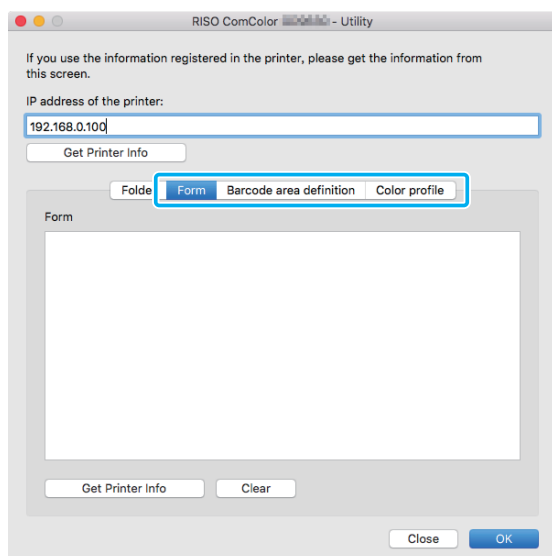 RISO ComColor - Utility
If you use the information registered in the printer, please get the information from
this screen.
IP address of the printer:
192.168.0.100
Get Printer Info
Folde Form Barcode area definition Color profile
Form
Get Printer Info Clear
Close OK